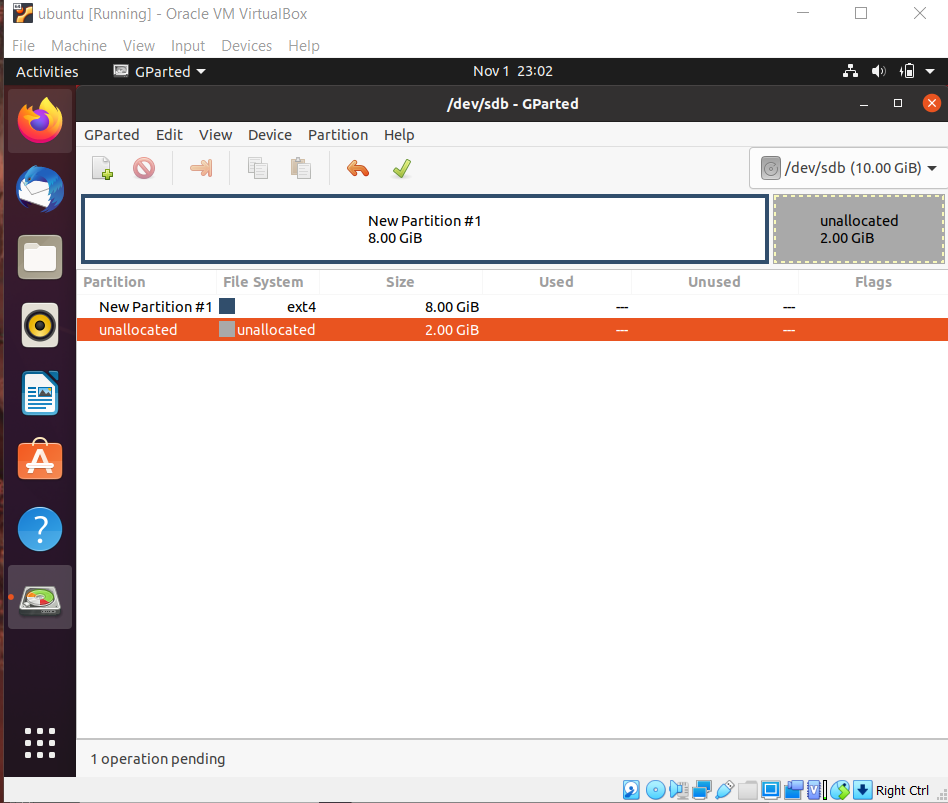 ubuntu [Running] - Oracle VM VirtualBox
File Machine View Input Devices Help
Activities GParted Nov 1 23:02
/dev/sdb - GParted
GParted Edit View Device Partition Help
/dev/sdb (10.00 GiB)
New Partition #1
8.00 GiB
unallocated
2.00 GiB
Partition File System Size Used Unused Flags
New Partition #1 ext4 8.00 GiB --- ---
unallocated unallocated 2.00 GiB --- ---
1 operation pending
Right Ctrl